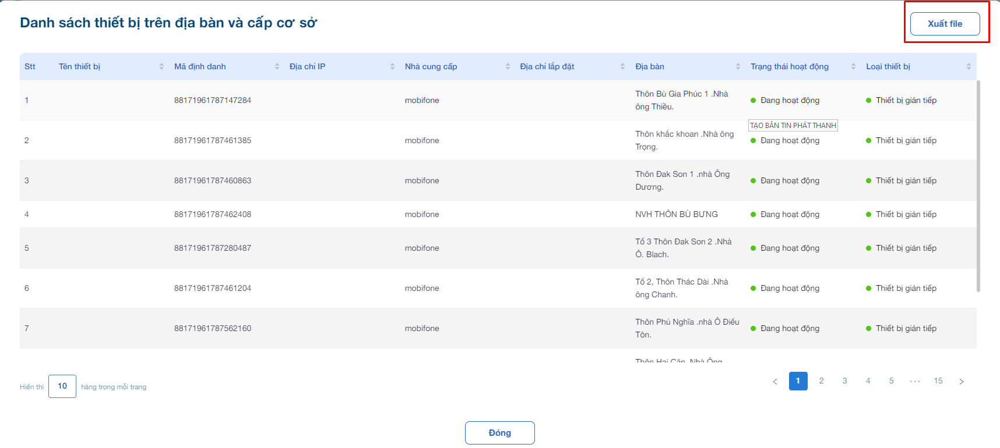 Danh sách thiết bị trên địa bàn và cấp cơ sở
Xuất file
Stt Tên thiết bị Mã định danh Địa chỉ IP Nhà cung cấp Địa chỉ lắp đặt Địa bàn Trạng thái hoạt động Loại thiết bị
1 88171961787147284 mobifone Thôn Bù Gia Phúc 1 .Nhà ông Thiều. Đang hoạt động Thiết bị gián tiếp
TẠO BẢN TIN PHÁT THANH
2 88171961787461385 mobifone Thôn khắc khoan .Nhà ông Trọng. Đang hoạt động Thiết bị gián tiếp
3 88171961787460863 mobifone Thôn Đak Son 1 .nhà Ông Dương. Đang hoạt động Thiết bị gián tiếp
4 88171961787462408 mobifone NVH THÔN BÙ BƯNG Đang hoạt động Thiết bị gián tiếp
5 88171961787280487 mobifone Tổ 3 Thôn Đak Son 2 .Nhà Ô. Blach. Đang hoạt động Thiết bị gián tiếp
6 88171961787461204 mobifone Tổ 2, Thôn Thác Dài .Nhà ông Chanh. Đang hoạt động Thiết bị gián tiếp
7 88171961787562160 mobifone Thôn Phú Nghĩa .nhà Ô Điểu Tôn. Đang hoạt động Thiết bị gián tiếp
Thôn Hai Căn. Nhà Ông
Hiển thị 10 hàng trong mỗi trang
< 1 2 3 4 5 ••• 15 >
Đóng